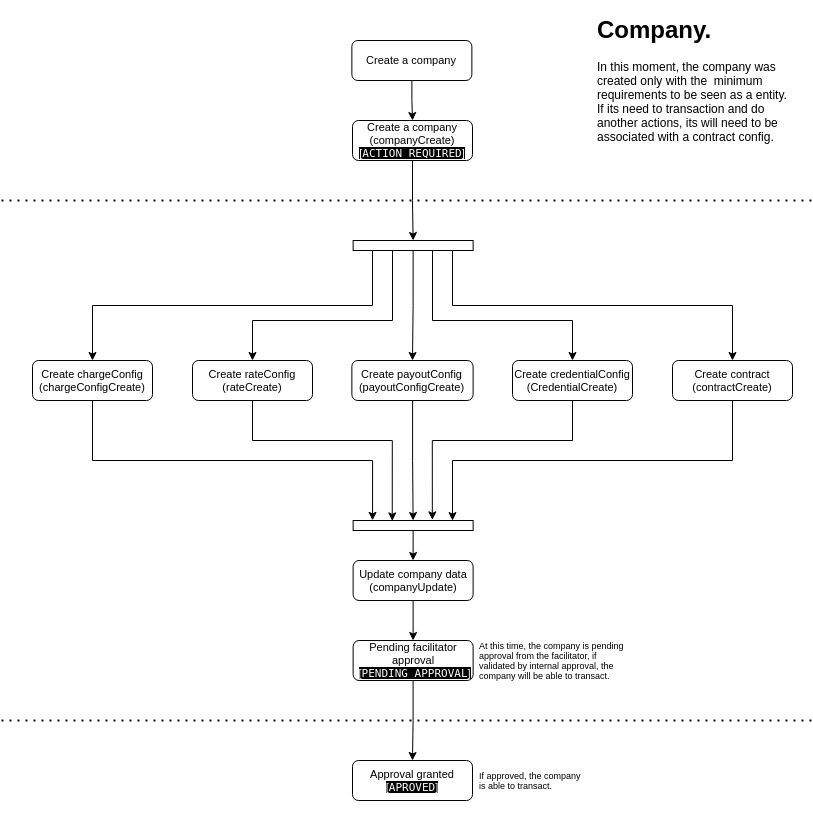 Company.
In this moment, the company was
created only with the minimum
requirements to be seen as a entity.
If its need to transaction and do
another actions, its will need to be
associated with a contract config.
Create a company
Create a company
(companyCreate)
[ACTION REQUIRED]
Create chargeConfig
(chargeConfigCreate)
Create rateConfig
(rateCreate)
Create payoutConfig
(payoutConfigCreate)
Create credentialConfig
(CredentialCreate)
Create contract
(contractCreate)
Update company data
(companyUpdate)
Pending facilitator
approval
[PENDING APPROVAL]
At this time, the company is pending
approval from the facilitator, if
validated by internal approval, the
company will be able to transact.
Approval granted
[APROVED]
If approved, the company
is able to transact.